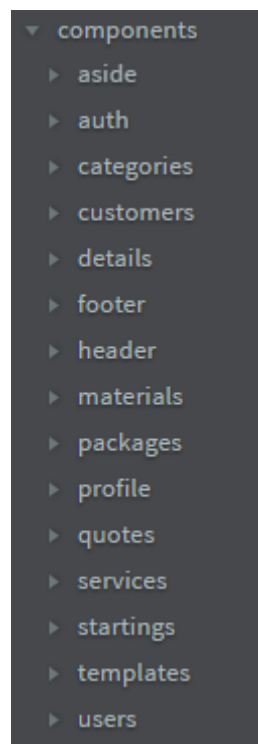 components
aside
auth
categories
customers
details
footer
header
materials
packages
profile
quotes
services
startings
templates
users